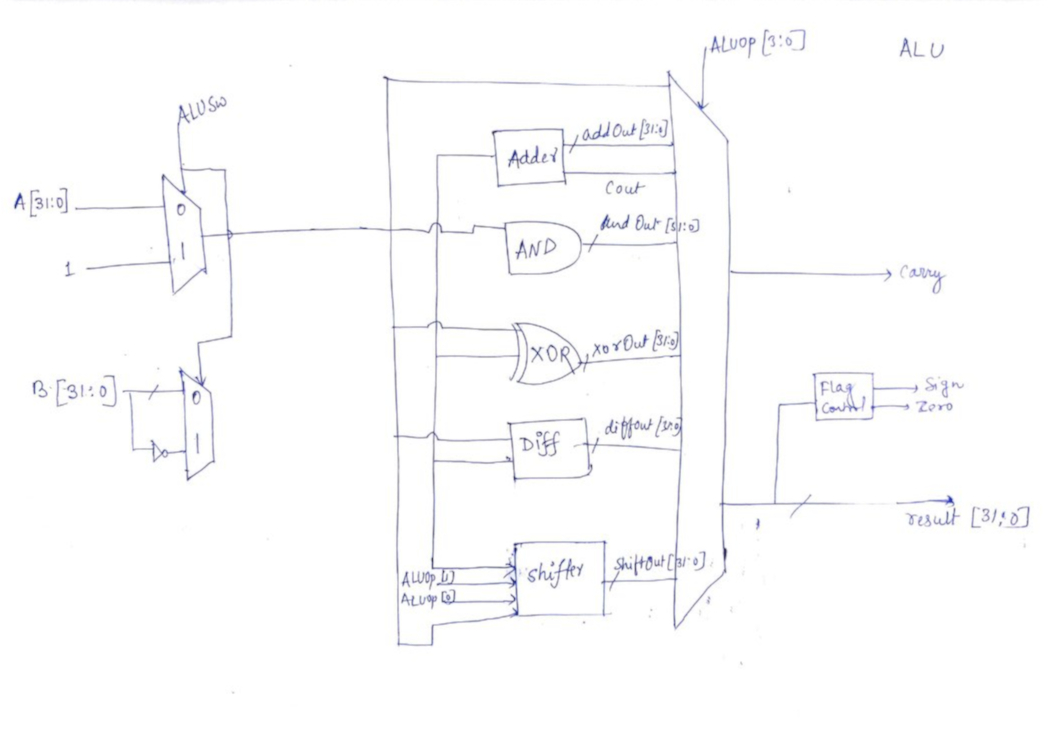 ALUOp [3:0]
ALU
ALUSW
A[31:0]
0
1
1
Adder
addOut [31:0]
Cout
AND
And Out [31:0]
Carry
XOR
xorOut [31:0]
B [31:0]
0
1
Flag
Control
Sign
Zero
Diff
diffout [31:0]
result [31:0]
Shifter
ShiftOut [31:0]
ALUOp [1]
ALUOp [0]